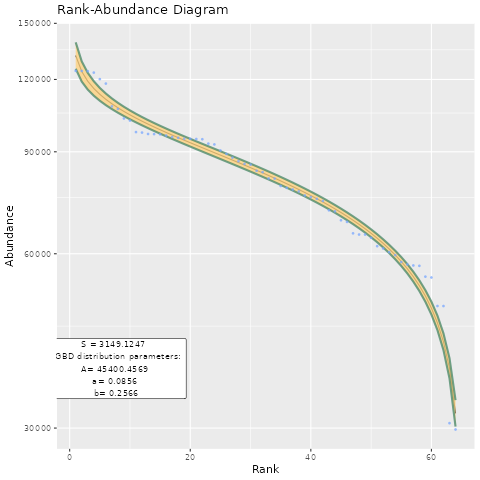 Rank-Abundance Diagram
150000
120000
90000
60000
30000
Abundance
S = 3149.1247
GBD distribution parameters:
A= 45400.4569
a= 0.0856
b= 0.2566
0
20
40
60
Rank